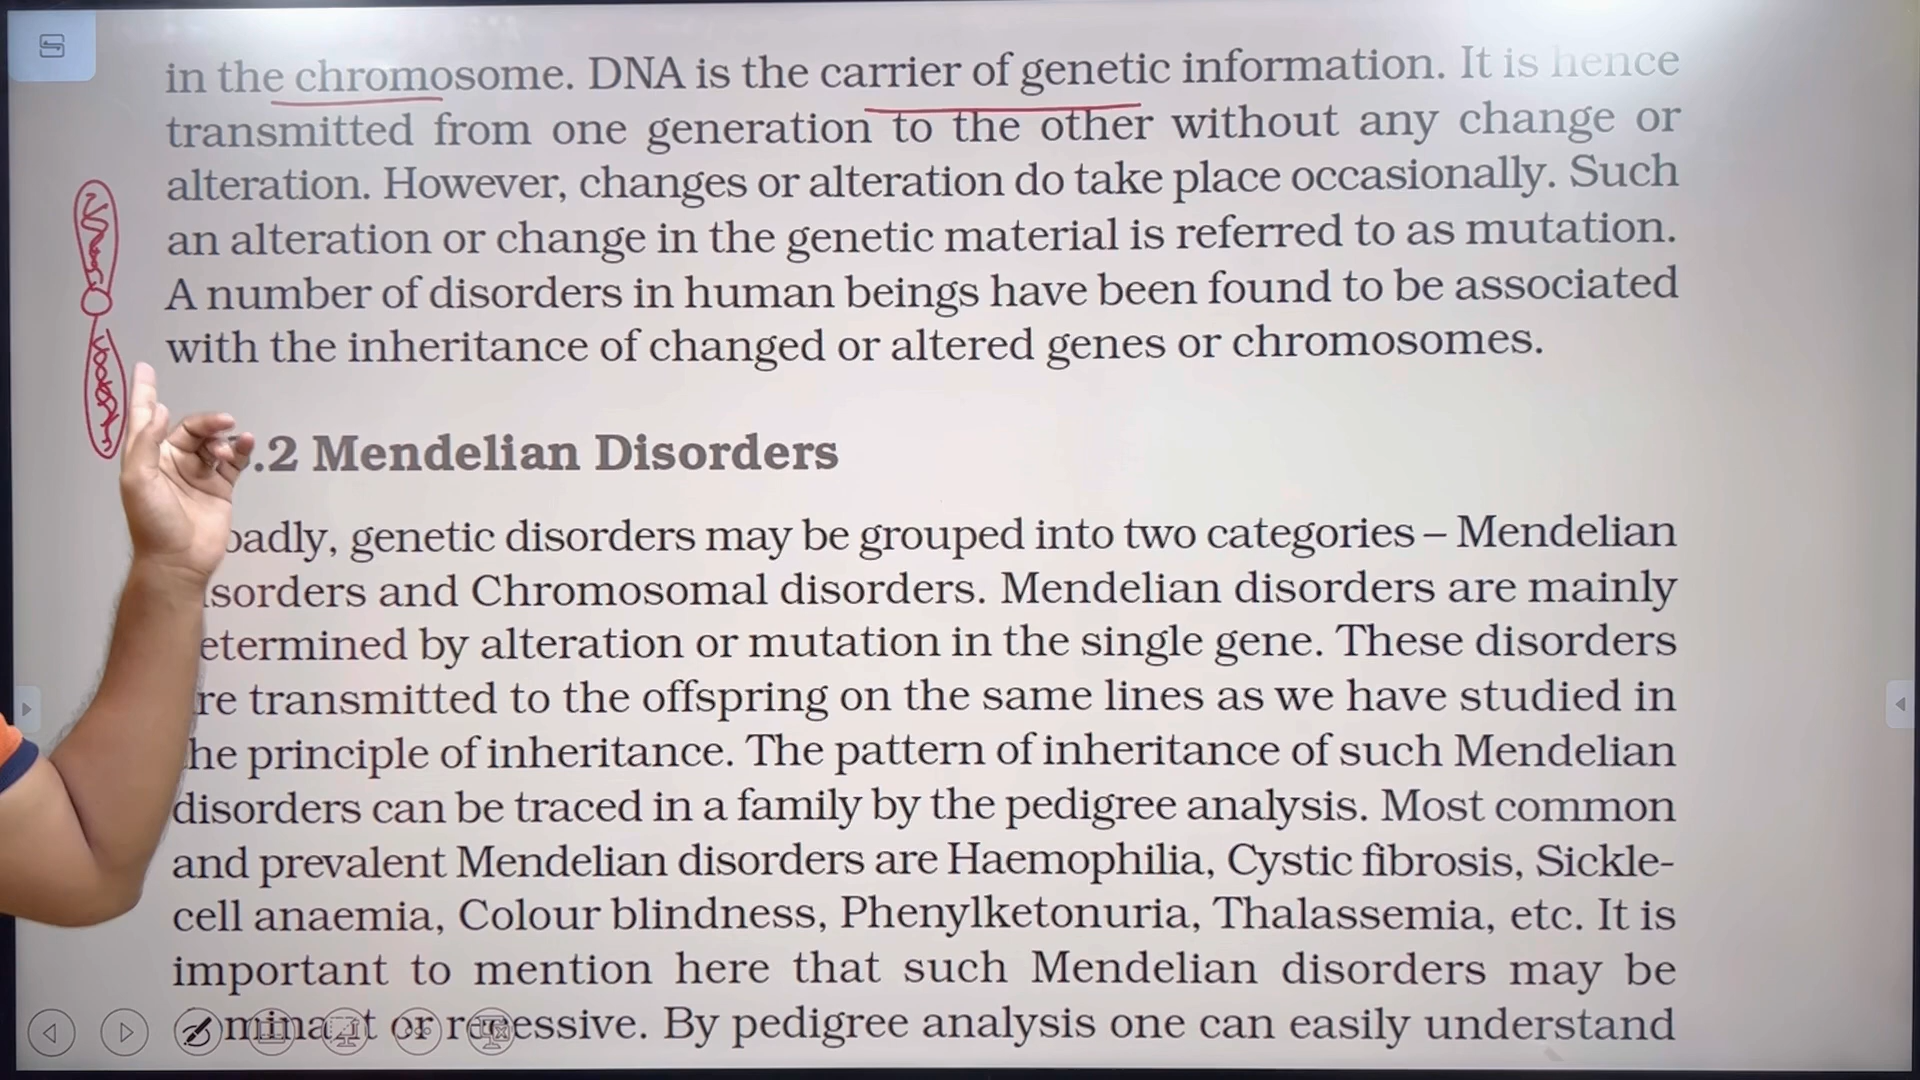 in the chromosome. DNA is the carrier of genetic information. It is hence
transmitted from one generation to the other without any change or
alteration. However, changes or alteration do take place occasionally. Such
an alteration or change in the genetic material is referred to as mutation.
A number of disorders in human beings have been found to be associated
with the inheritance of changed or altered genes or chromosomes.
.2 Mendelian Disorders
oadly, genetic disorders may be grouped into two categories – Mendelian
sorders and Chromosomal disorders. Mendelian disorders are mainly
etermined by alteration or mutation in the single gene. These disorders
re transmitted to the offspring on the same lines as we have studied in
he principle of inheritance. The pattern of inheritance of such Mendelian
disorders can be traced in a family by the pedigree analysis. Most common
and prevalent Mendelian disorders are Haemophilia, Cystic fibrosis, Sickle-
cell anaemia, Colour blindness, Phenylketonuria, Thalassemia, etc. It is
important to mention here that such Mendelian disorders may be
minant or recessive. By pedigree analysis one can easily understand